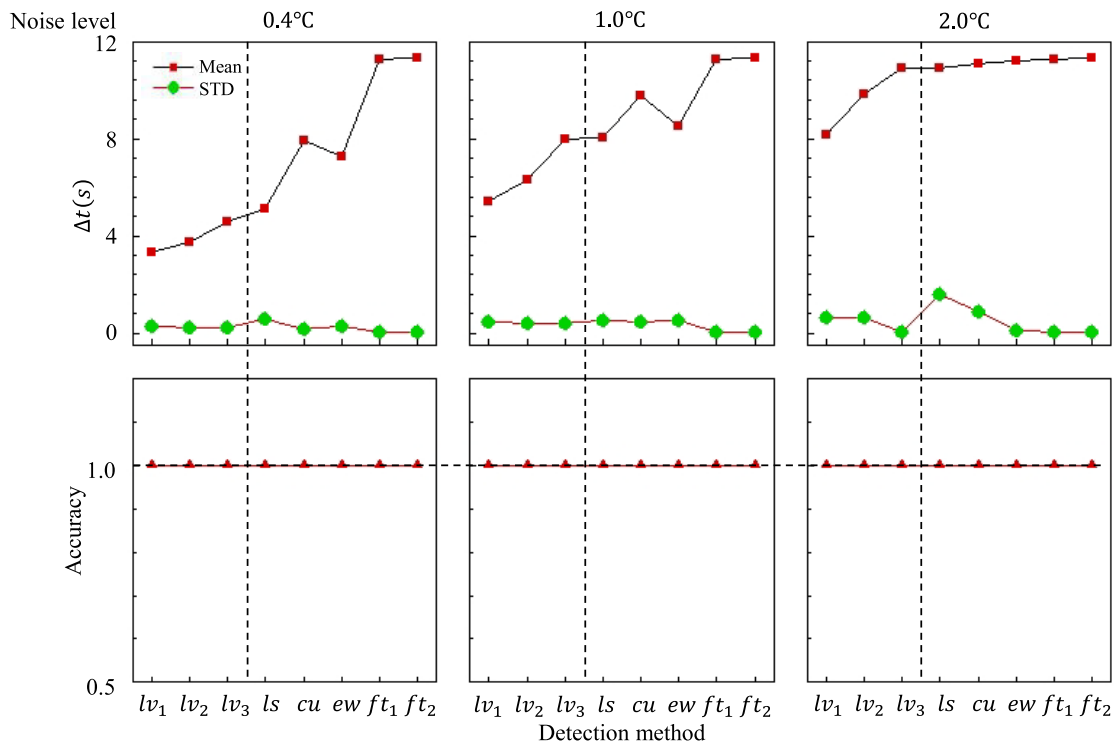 Noise level 0.4°C 1.0°C 2.0°C
12
Mean
STD
8
Δt(s)
4
0
1.0
Accuracy
0.5
lv₁ lv₂ lv₃ ls cu ew ft₁ ft₂ lv₁ lv₂ lv₃ ls cu ew ft₁ ft₂ lv₁ lv₂ lv₃ ls cu ew ft₁ ft₂
Detection method